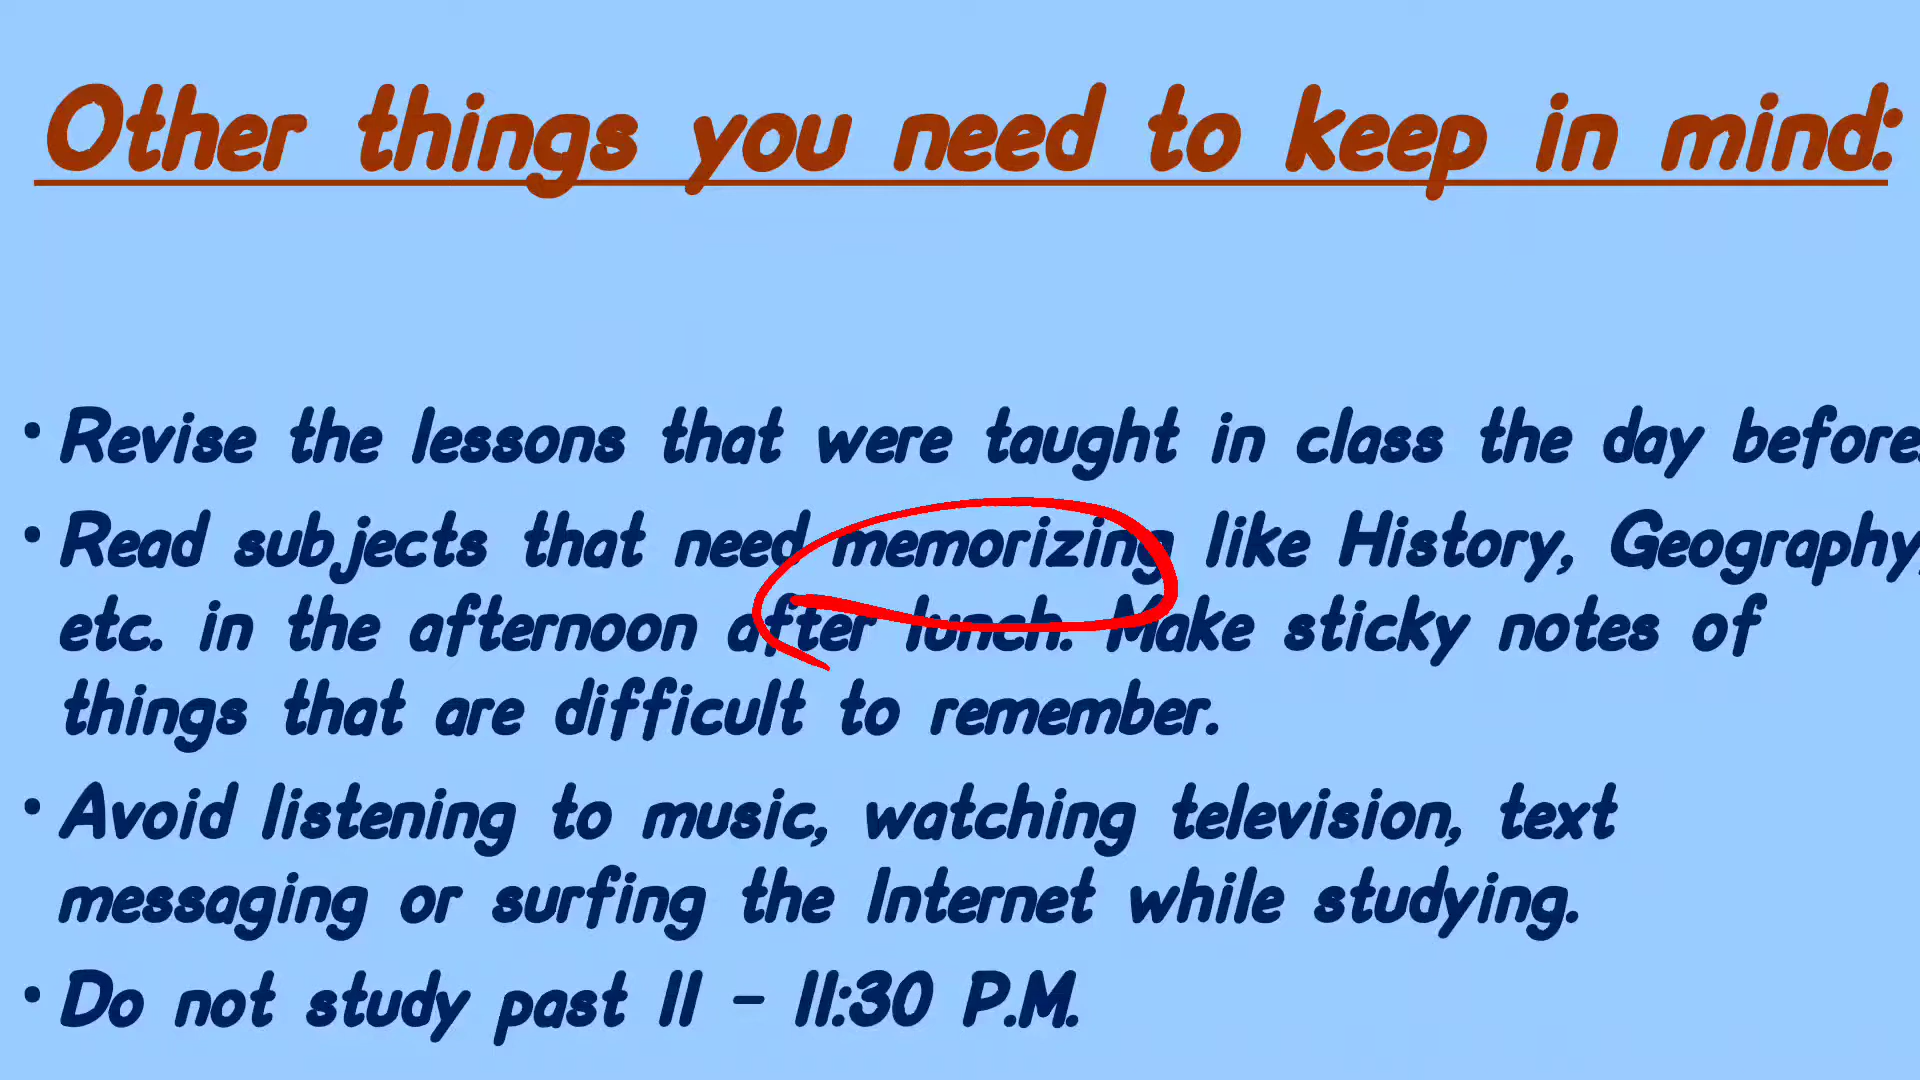 Other things you need to keep in mind:
• Revise the lessons that were taught in class the day before.
• Read subjects that need memorizing like History, Geography,
etc. in the afternoon after lunch. Make sticky notes of
things that are difficult to remember.
• Avoid listening to music, watching television, text
messaging or surfing the Internet while studying.
• Do not study past 11 - 11:30 P.M.